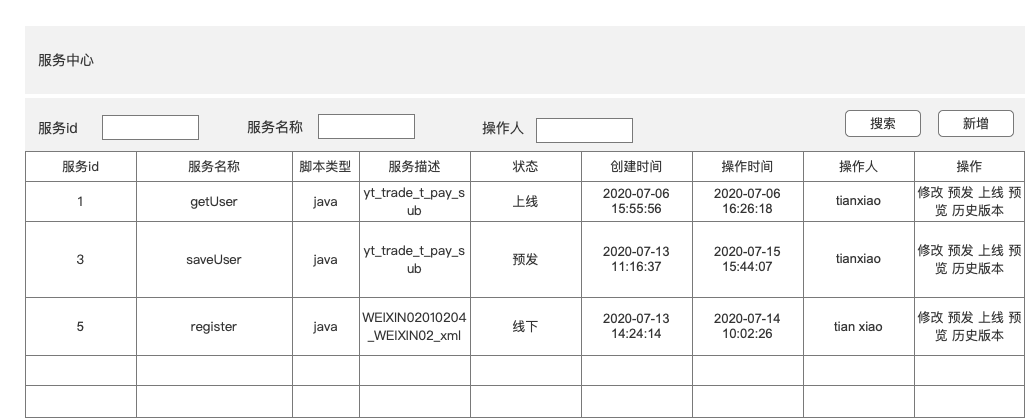 服务中心
服务id 服务名称 操作人 搜索 新增
服务id 服务名称 脚本类型 服务描述 状态 创建时间 操作时间 操作人 操作
1 getUser java yt_trade_t_pay_s 上线 2020-07-06 2020-07-06 tianxiao 修改 预发 上线 预
ub 15:55:56 16:26:18 览 历史版本
3 saveUser java yt_trade_t_pay_s 预发 2020-07-13 2020-07-15 tianxiao 修改 预发 上线 预
ub 11:16:37 15:44:07 览 历史版本
5 register java WEIXIN02010204 线下 2020-07-13 2020-07-14 tian xiao 修改 预发 上线 预
_WEIXIN02_xml 14:24:14 10:02:26 览 历史版本